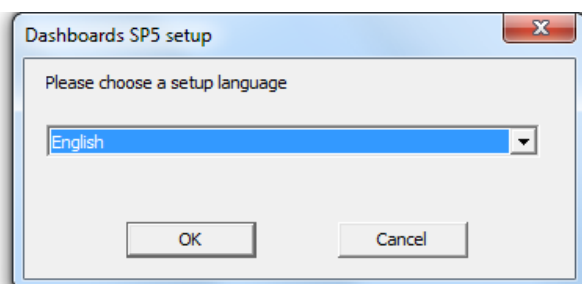 Dashboards SP5 setup
Please choose a setup language
English
OK
Cancel